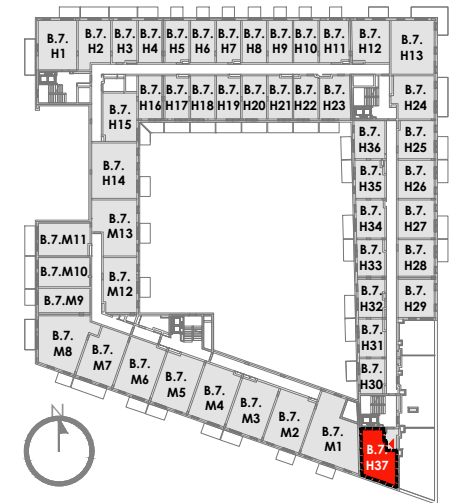 B.7. H1
B.7. H2
B.7. H3
B.7. H4
B.7. H5
B.7. H6
B.7. H7
B.7. H8
B.7. H9
B.7. H10
B.7. H11
B.7. H12
B.7. H13
B.7. H15
B.7. H16
B.7. H17
B.7. H18
B.7. H19
B.7. H20
B.7. H21
B.7. H22
B.7. H23
B.7. H24
B.7. H36
B.7. H25
B.7. H14
B.7. H35
B.7. H26
B.7. M13
B.7. H34
B.7. H27
B.7.M11
B.7. H33
B.7. H28
B.7.M10
B.7. M12
B.7. H32
B.7. H29
B.7.M9
B.7. H31
B.7. M8
B.7. M7
B.7. M6
B.7. M5
B.7. M4
B.7. M3
B.7. M2
B.7. M1
B.7. H30
B.7. H37
N